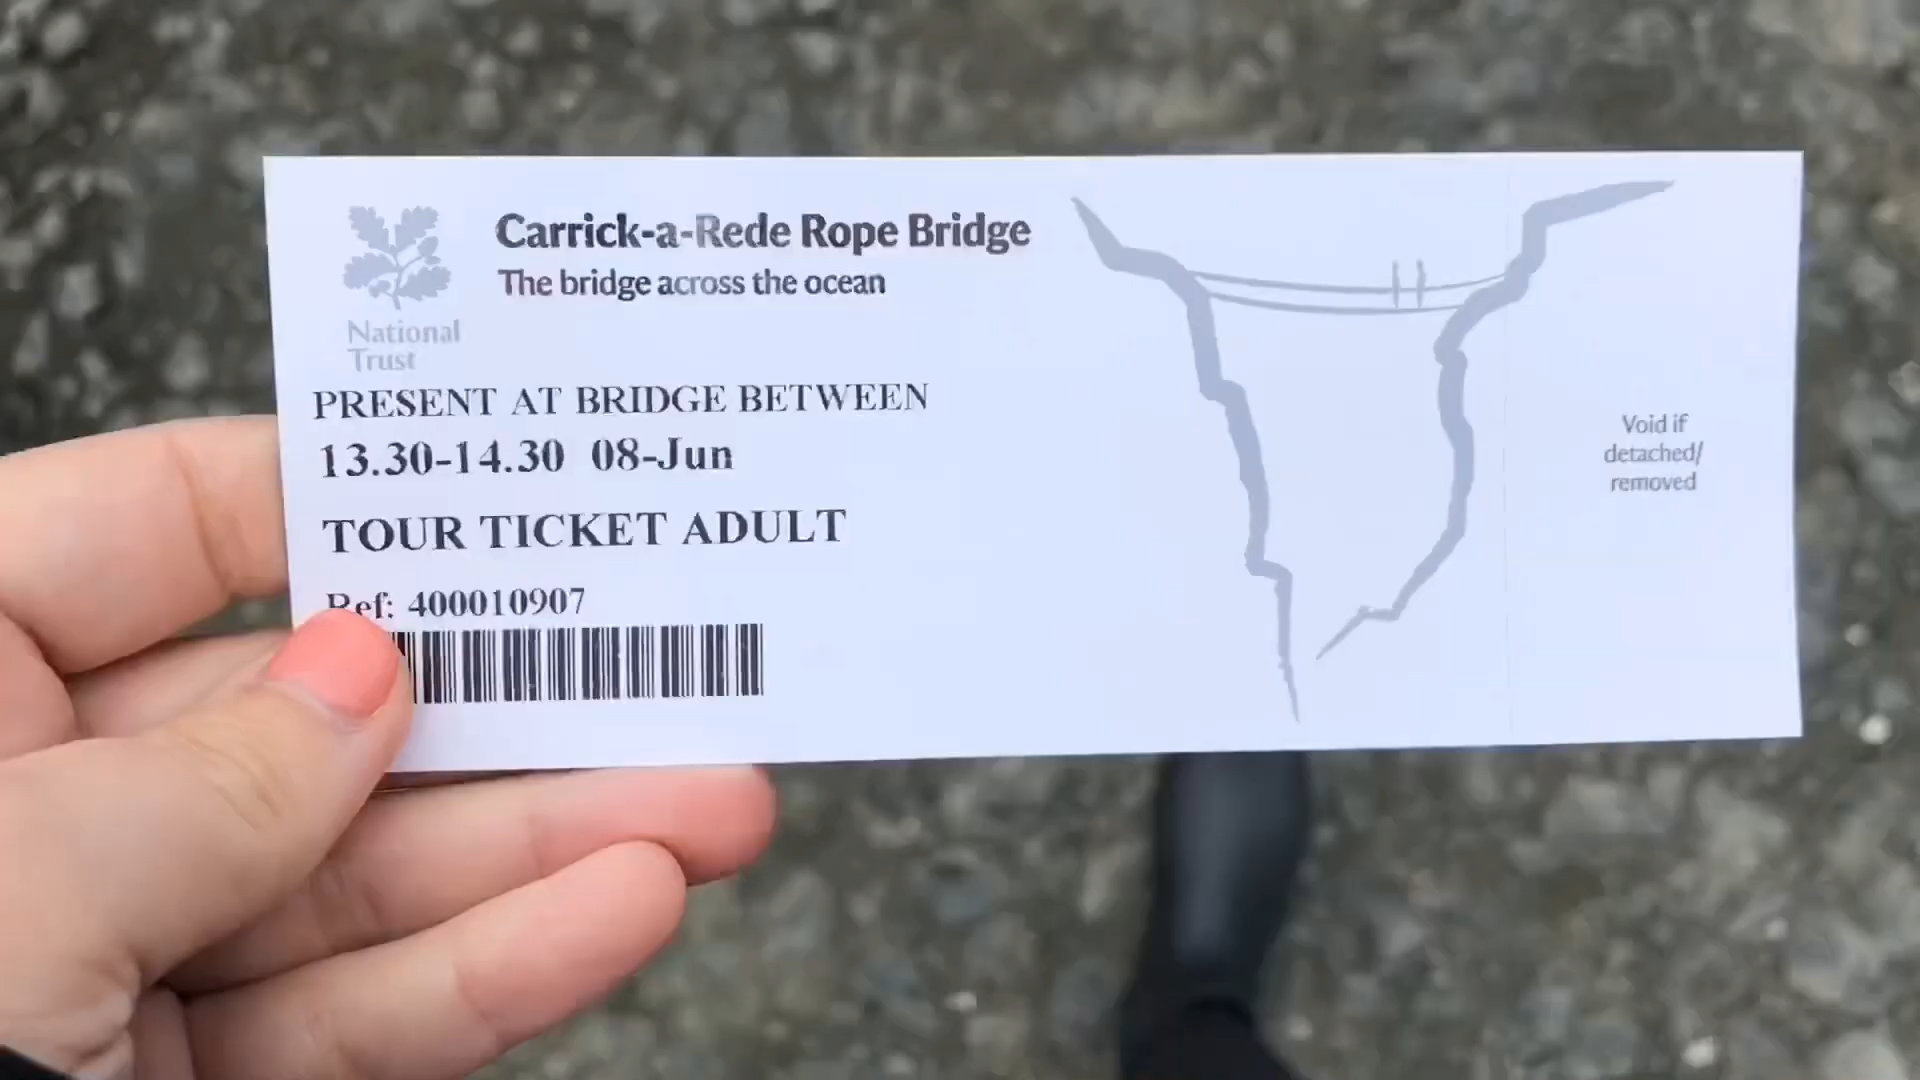 Carrick-a-Rede Rope Bridge
The bridge across the ocean
National
Trust
PRESENT AT BRIDGE BETWEEN
13.30-14.30 08-Jun
TOUR TICKET ADULT
Ref: 400010907
Void if
detached/
removed